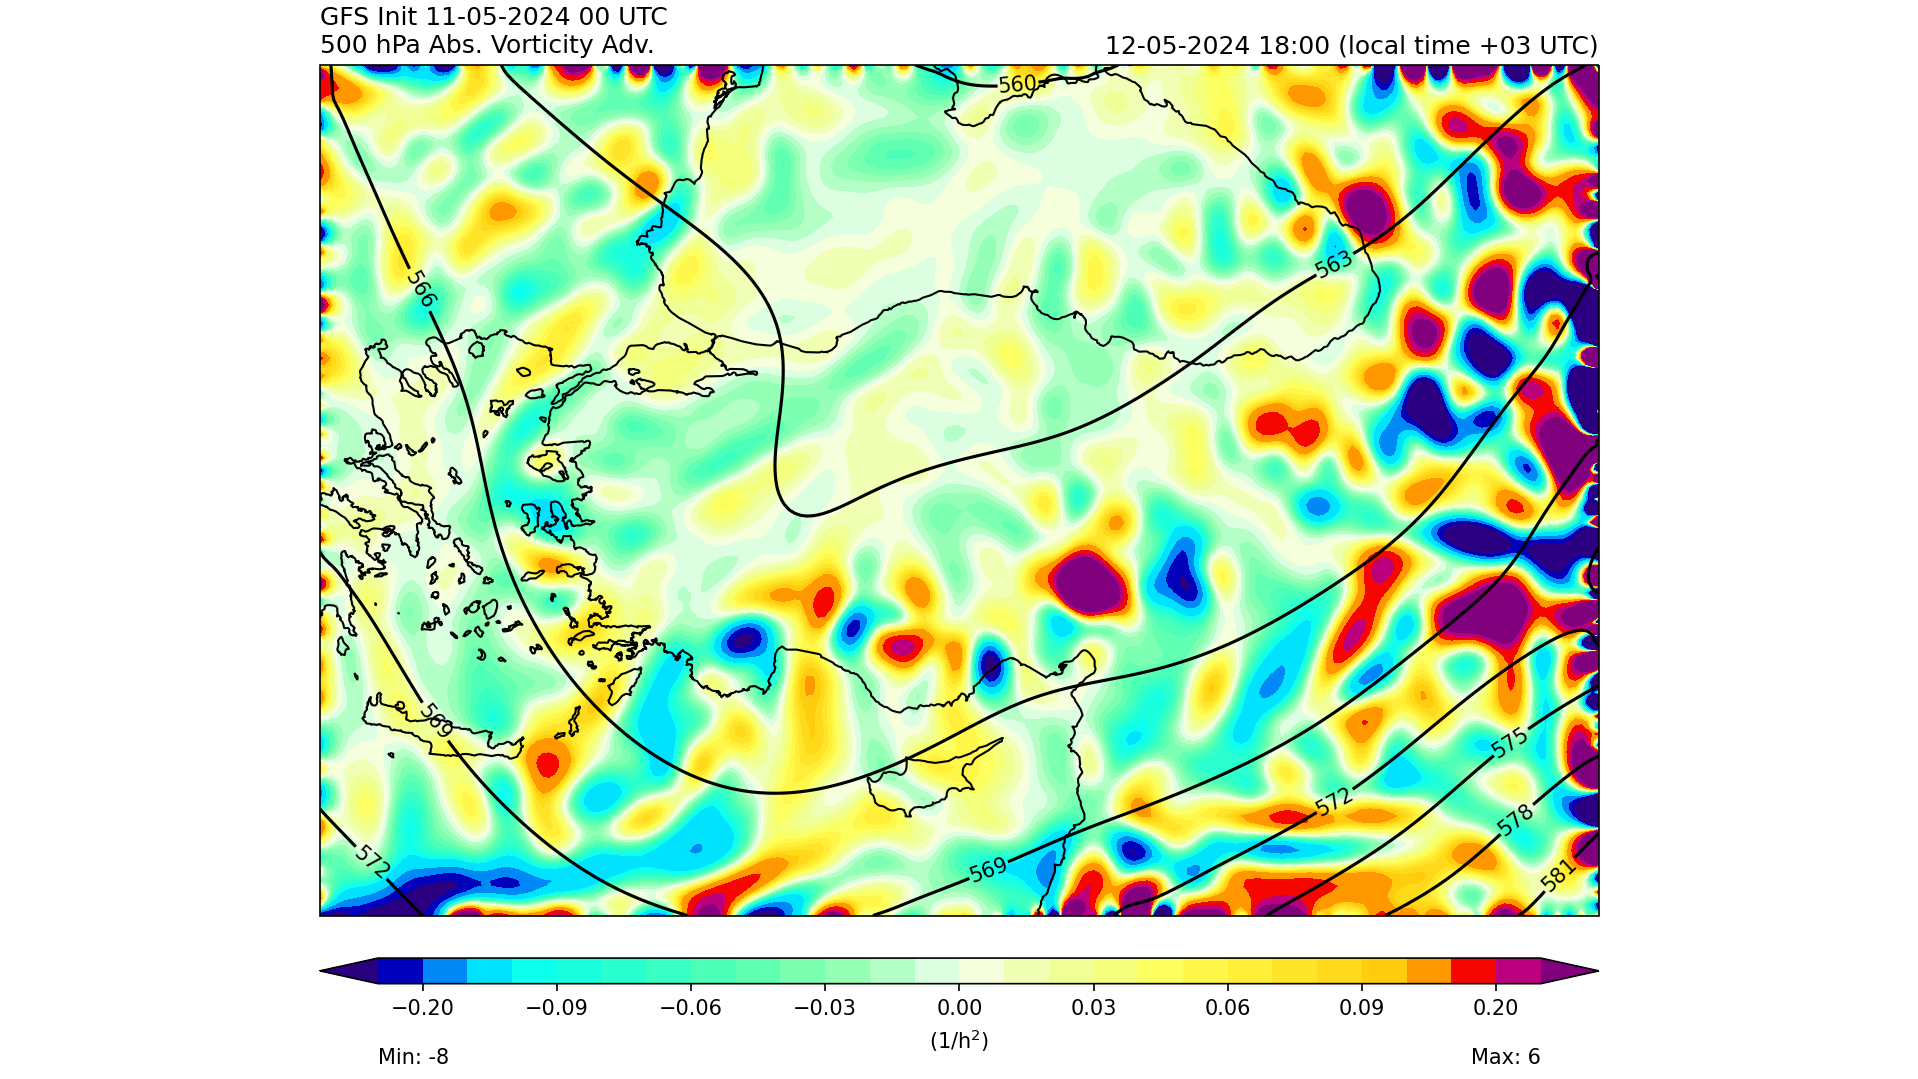 GFS Init 11-05-2024 00 UTC
500 hPa Abs. Vorticity Adv.
12-05-2024 18:00 (local time +03 UTC)
560
563
566
569
575
572
578
572
569
581
−0.20 −0.09 −0.06 −0.03 0.00 0.03 0.06 0.09 0.20
(1/h²)
Min: -8
Max: 6